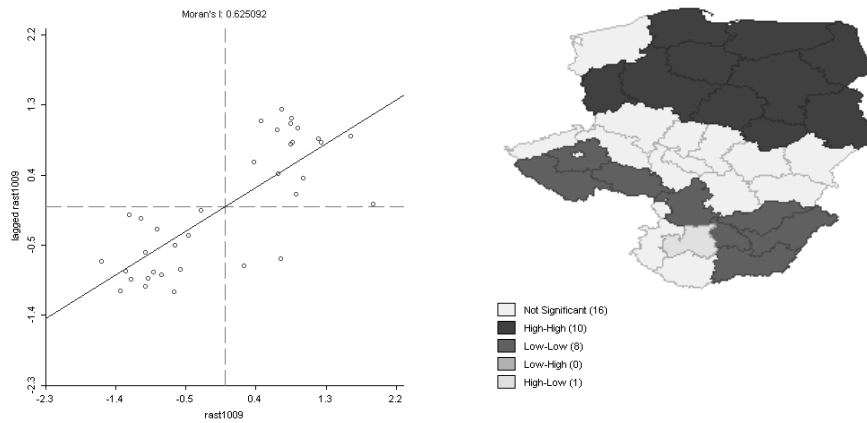 Moran's I: 0.625092
2.2
1.3
0.4
-0.5
-1.4
-2.3
lagged rast1009
-2.3 -1.4 -0.5 0.4 1.3 2.2
rast1009
Not Significant (16)
High-High (10)
Low-Low (8)
Low-High (0)
High-Low (1)